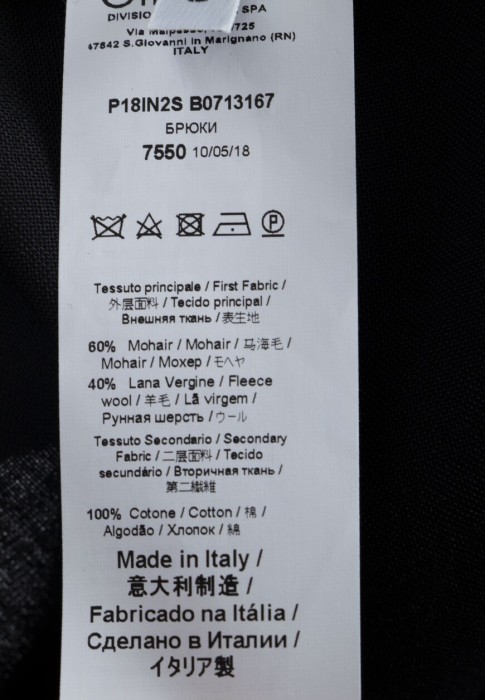 DIVISIO SPA
Via 725
47842 S.Giovanni in Marignano (RN)
ITALY
P18IN2S B0713167
БРЮКИ
7550 10/05/18
P
Tessuto principale / First Fabric /
外层面料 / Tecido principal /
Внешняя ткань / 表生地
60% Mohair / Mohair / 马海毛 /
Mohair / Мохер / モヘヤ
40% Lana Vergine / Fleece
wool / 羊毛 / Lã virgem /
Рунная шерсть / ウール
Tessuto Secondario / Secondary
Fabric / 二层面料 / Tecido
secundário / Вторичная ткань /
第二繊維
100% Cotone / Cotton / 棉 /
Algodão / Хлопок / 綿
Made in Italy /
意大利制造 /
Fabricado na Itália /
Сделано в Италии /
イタリア製